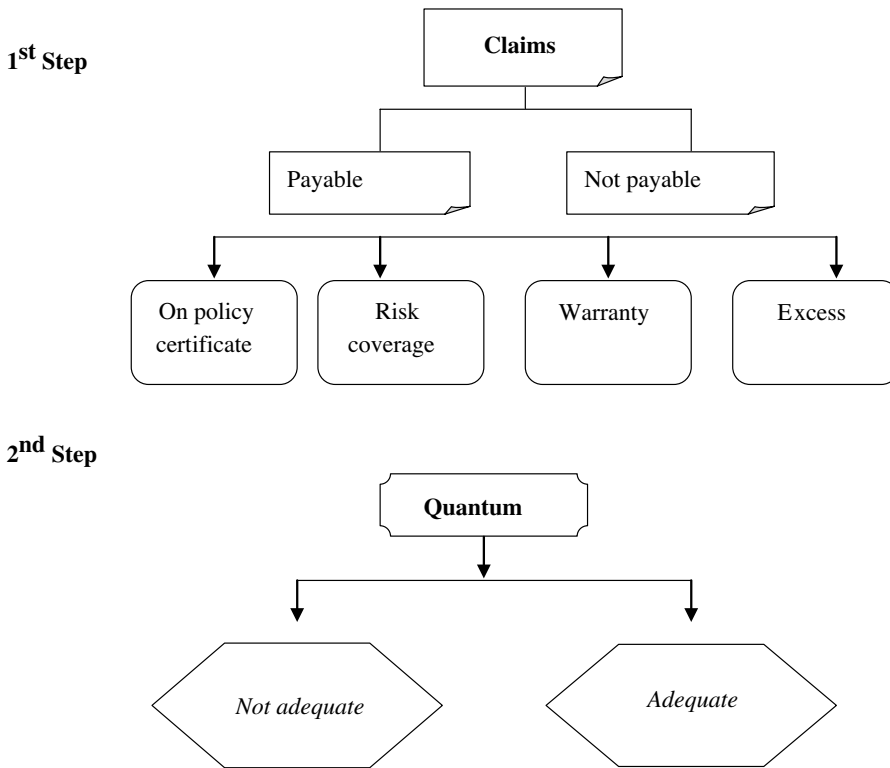 1st Step
Claims
Payable
Not payable
On policy
certificate
Risk
coverage
Warranty
Excess
2nd Step
Quantum
Not adequate
Adequate